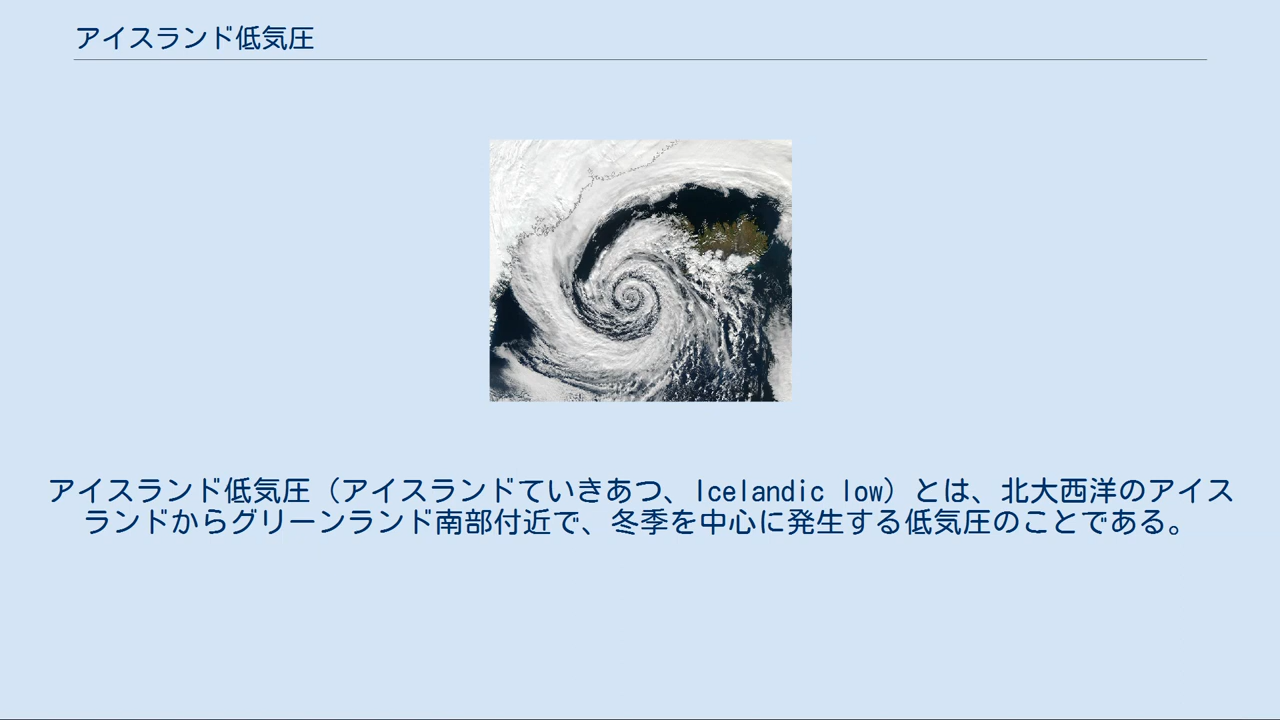 アイスランド低気圧
アイスランド低気圧（アイスランドていきあつ、Icelandic low）とは、北大西洋のアイス
ランドからグリーンランド南部付近で、冬季を中心に発生する低気圧のことである。